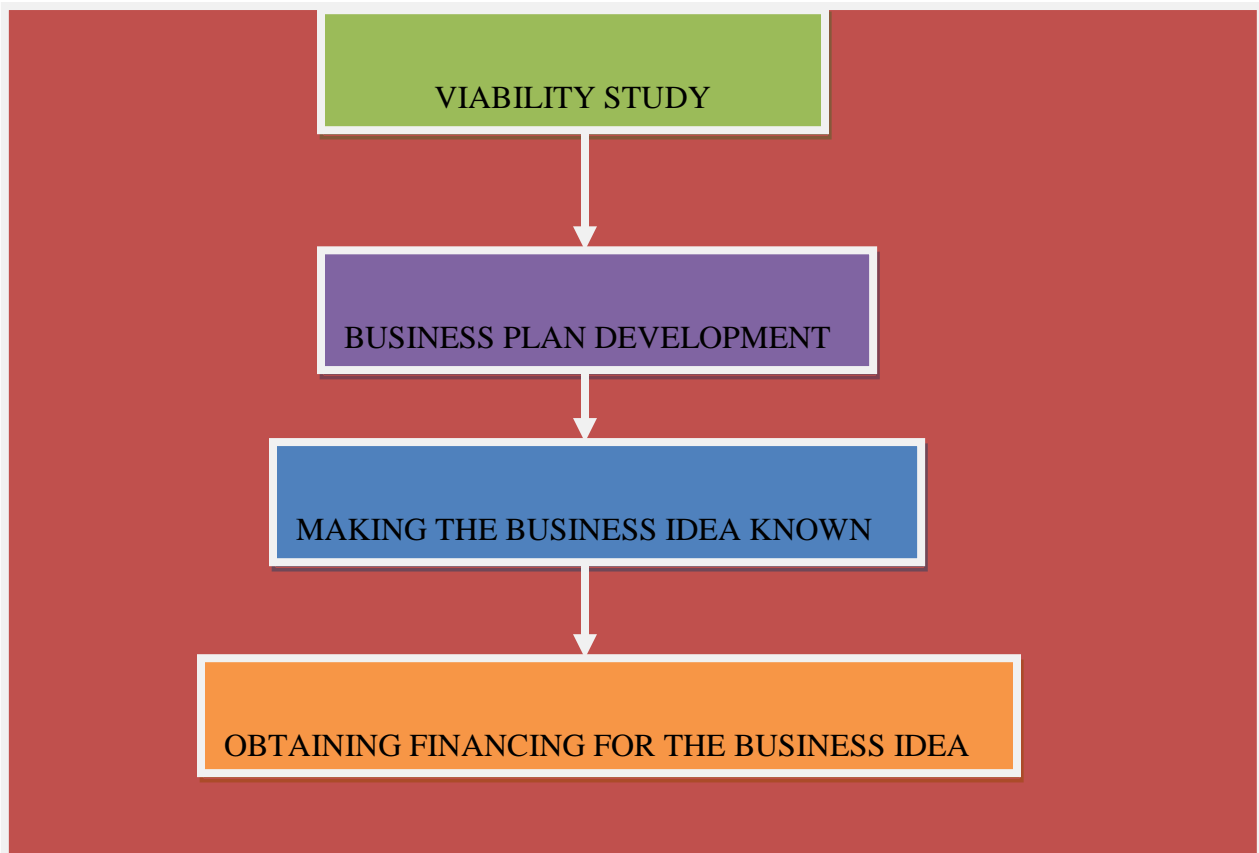 VIABILITY STUDY
BUSINESS PLAN DEVELOPMENT
MAKING THE BUSINESS IDEA KNOWN
OBTAINING FINANCING FOR THE BUSINESS IDEA